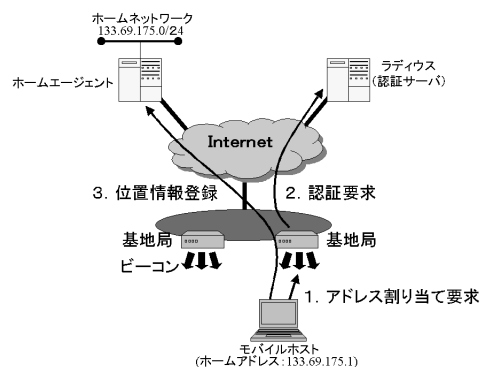 ホームネットワーク
133.69.175.0/24
ホームエージェント
ラディウス
(認証サーバ)
Internet
3. 位置情報登録
2. 認証要求
基地局
基地局
ビーコン
1. アドレス割り当て要求
モバイルホスト
(ホームアドレス:133.69.175.1)